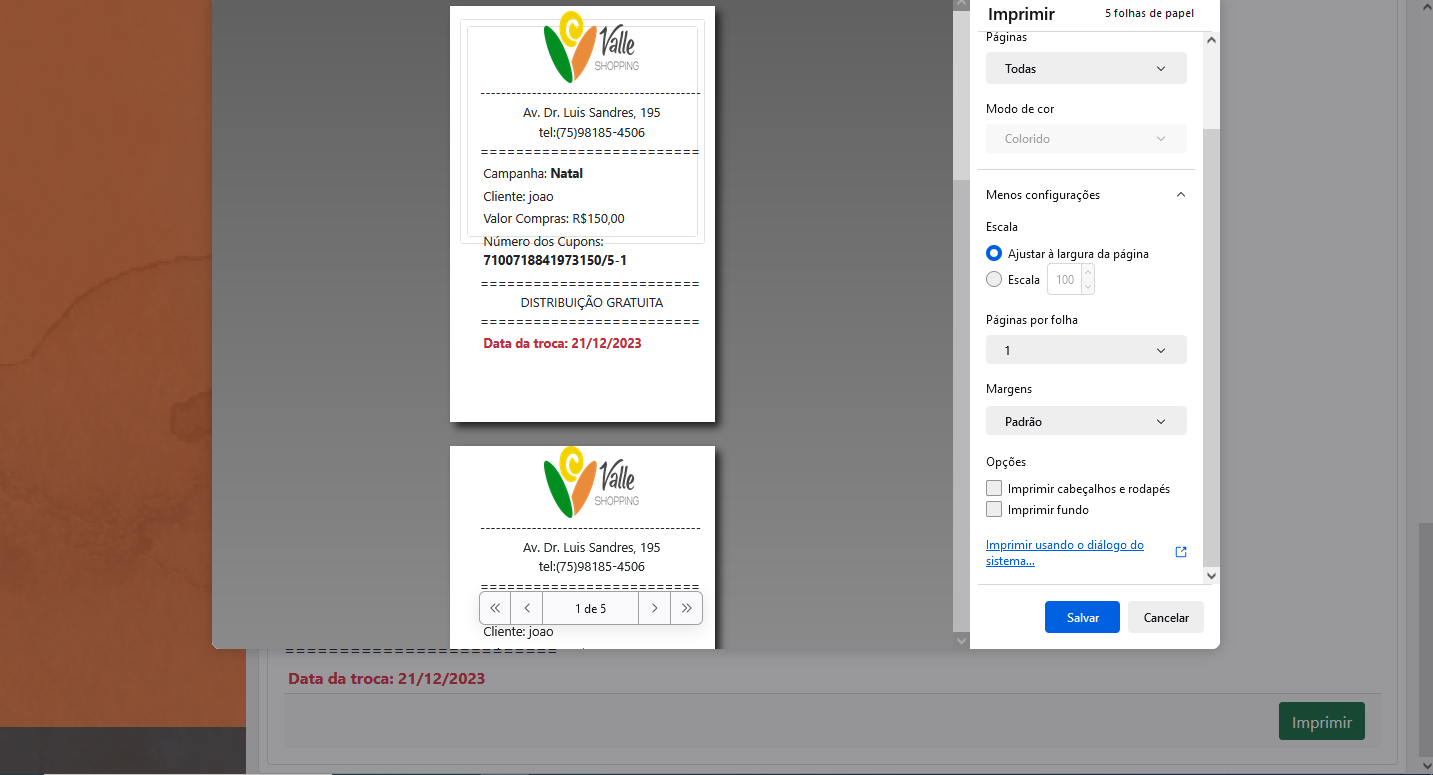 Valle
SHOPPING
----------------------------------------
Av. Dr. Luis Sandres, 195
tel:(75)98185-4506
=========================
Campanha: Natal
Cliente: joao
Valor Compras: R$150,00
Número dos Cupons:
7100718841973150/5-1
=========================
DISTRIBUIÇÃO GRATUITA
=========================
Data da troca: 21/12/2023
Valle
SHOPPING
----------------------------------------
Av. Dr. Luis Sandres, 195
tel:(75)98185-4506
=========================
1 de 5
Cliente: joao
Imprimir
5 folhas de papel
Páginas
Todas
Modo de cor
Colorido
Menos configurações
Escala
Ajustar à largura da página
Escala 100
Páginas por folha
1
Margens
Padrão
Opções
Imprimir cabeçalhos e rodapés
Imprimir fundo
Imprimir usando o diálogo do
sistema...
Salvar
Cancelar
=========================
Data da troca: 21/12/2023
Imprimir